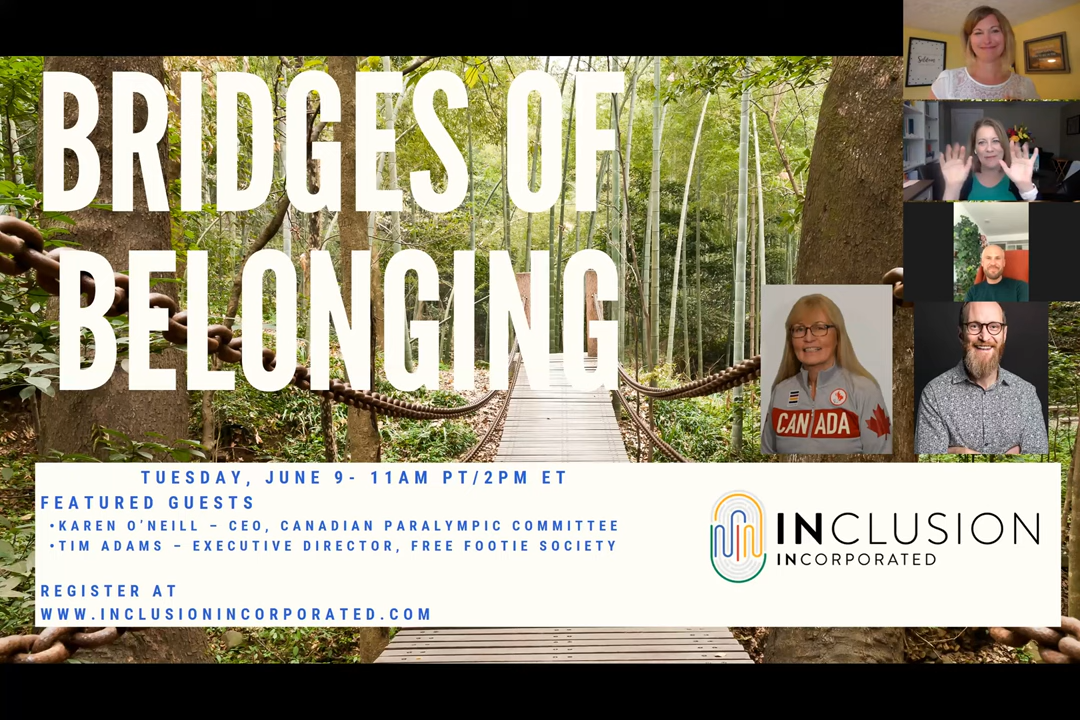 BRIDGES OF
BELONGING
TUESDAY, JUNE 9- 11AM PT/2PM ET
FEATURED GUESTS
•KAREN O'NEILL – CEO, CANADIAN PARALYMPIC COMMITTEE
•TIM ADAMS – EXECUTIVE DIRECTOR, FREE FOOTIE SOCIETY
REGISTER AT
WWW.INCLUSIONINCORPORATED.COM
INCLUSION
INCORPORATED
CANADA